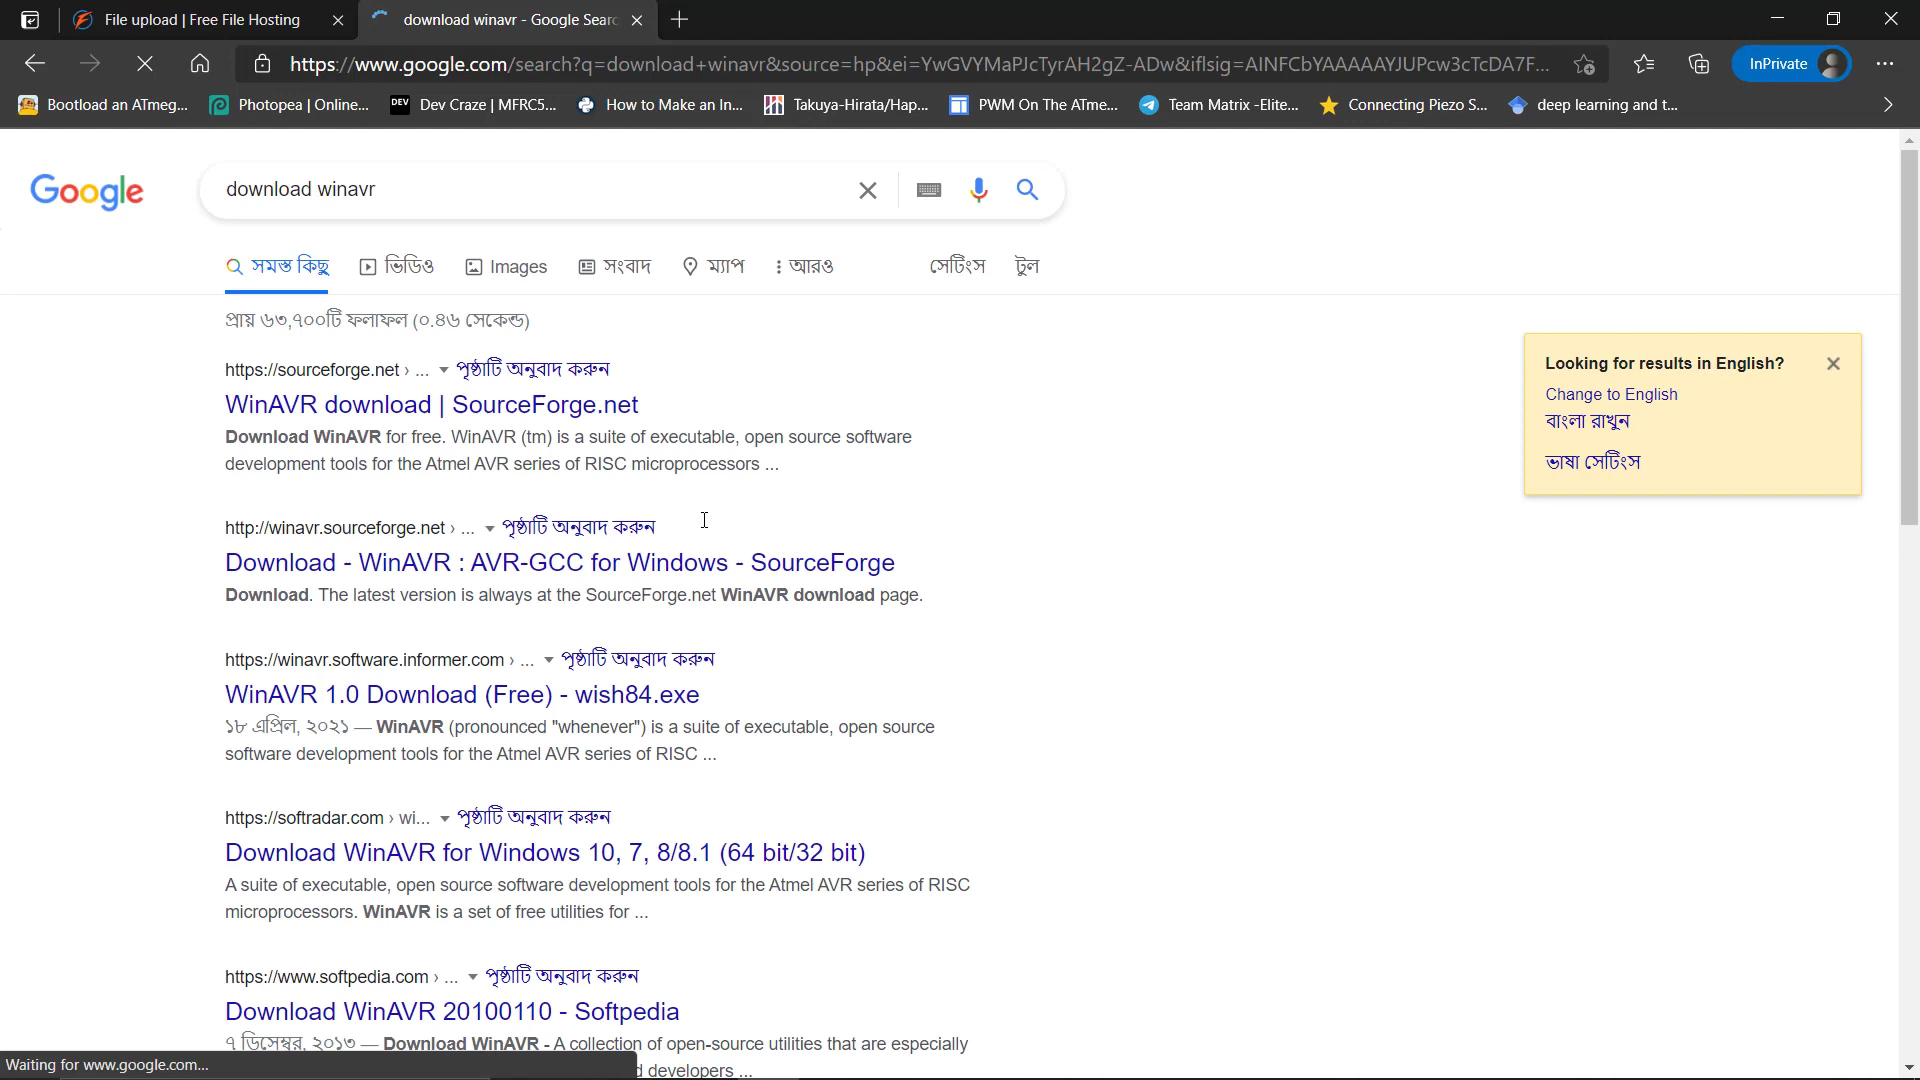 File upload | Free File Hosting
download winavr - Google Searc
https://www.google.com/search?q=download+winavr&source=hp&ei=YwGVYMaPJcTyrAH2gZ-ADw&iflsig=AINFCbYAAAAAYJUPcw3cTcDA7F...
InPrivate
Bootload an ATmeg...
Photopea | Online...
DEV
Dev Craze | MFRC5...
How to Make an In...
Takuya-Hirata/Hap...
PWM On The ATme...
Team Matrix -Elite...
Connecting Piezo S...
deep learning and t...
Google
download winavr
সমস্ত কিছু
ভিডিও
Images
সংবাদ
ম্যাপ
আরও
সেটিংস
টুল
প্রায় ৬৩,৭০০টি ফলাফল (০.৪৬ সেকেন্ড)
Looking for results in English?
Change to English
বাংলা রাখুন
ভাষা সেটিংস
https://sourceforge.net › ... পৃষ্ঠাটি অনুবাদ করুন
WinAVR download | SourceForge.net
Download WinAVR for free. WinAVR (tm) is a suite of executable, open source software
development tools for the Atmel AVR series of RISC microprocessors ...
http://winavr.sourceforge.net › ... পৃষ্ঠাটি অনুবাদ করুন
Download - WinAVR : AVR-GCC for Windows - SourceForge
Download. The latest version is always at the SourceForge.net WinAVR download page.
https://winavr.software.informer.com › ... পৃষ্ঠাটি অনুবাদ করুন
WinAVR 1.0 Download (Free) - wish84.exe
১৮ এপ্রিল, ২০২১ — WinAVR (pronounced "whenever") is a suite of executable, open source
software development tools for the Atmel AVR series of RISC ...
https://softradar.com › wi... পৃষ্ঠাটি অনুবাদ করুন
Download WinAVR for Windows 10, 7, 8/8.1 (64 bit/32 bit)
A suite of executable, open source software development tools for the Atmel AVR series of RISC
microprocessors. WinAVR is a set of free utilities for ...
https://www.softpedia.com › ... পৃষ্ঠাটি অনুবাদ করুন
Download WinAVR 20100110 - Softpedia
৭ ডিসেম্বর, ২০১৩ — Download WinAVR - A collection of open-source utilities that are especially
d developers ...
Waiting for www.google.com...